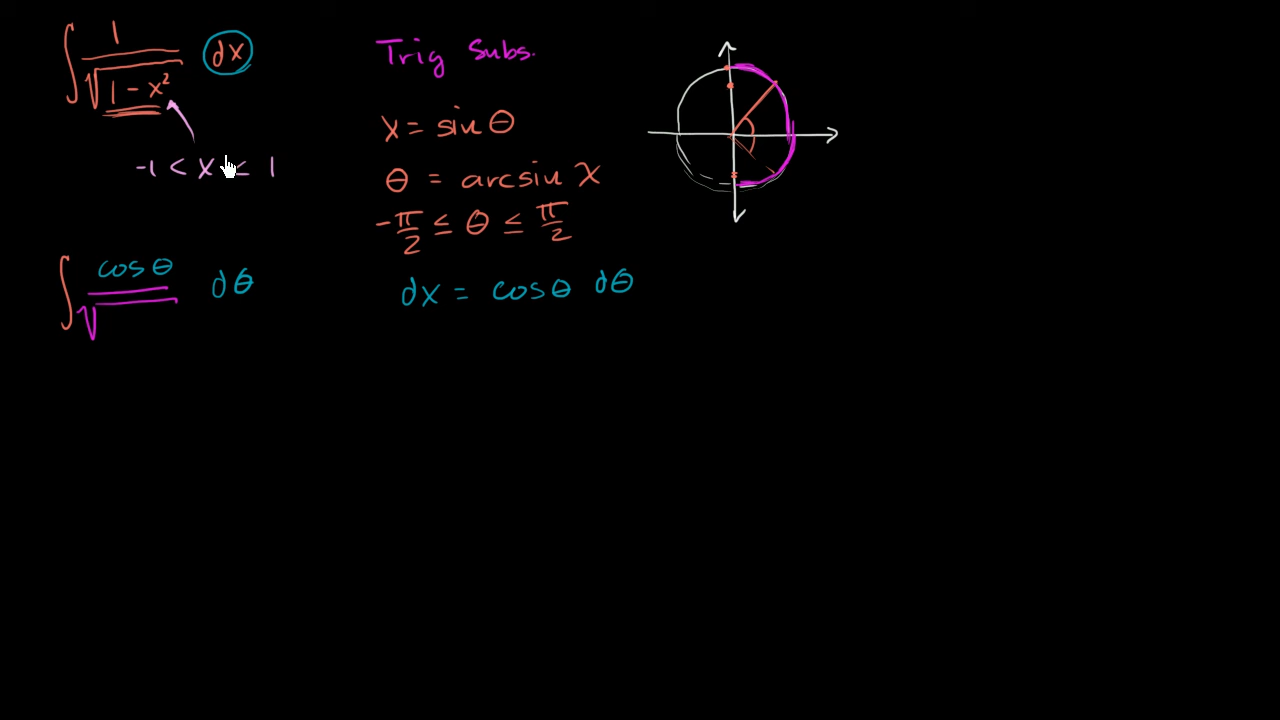 ∫ 1/√(1 - x²) dx
-1 < x ≤ 1
Trig Subs.
x = sin θ
θ = arcsin x
-π/2 ≤ θ ≤ π/2
dx = cos θ dθ
∫ cos θ/√ dθ